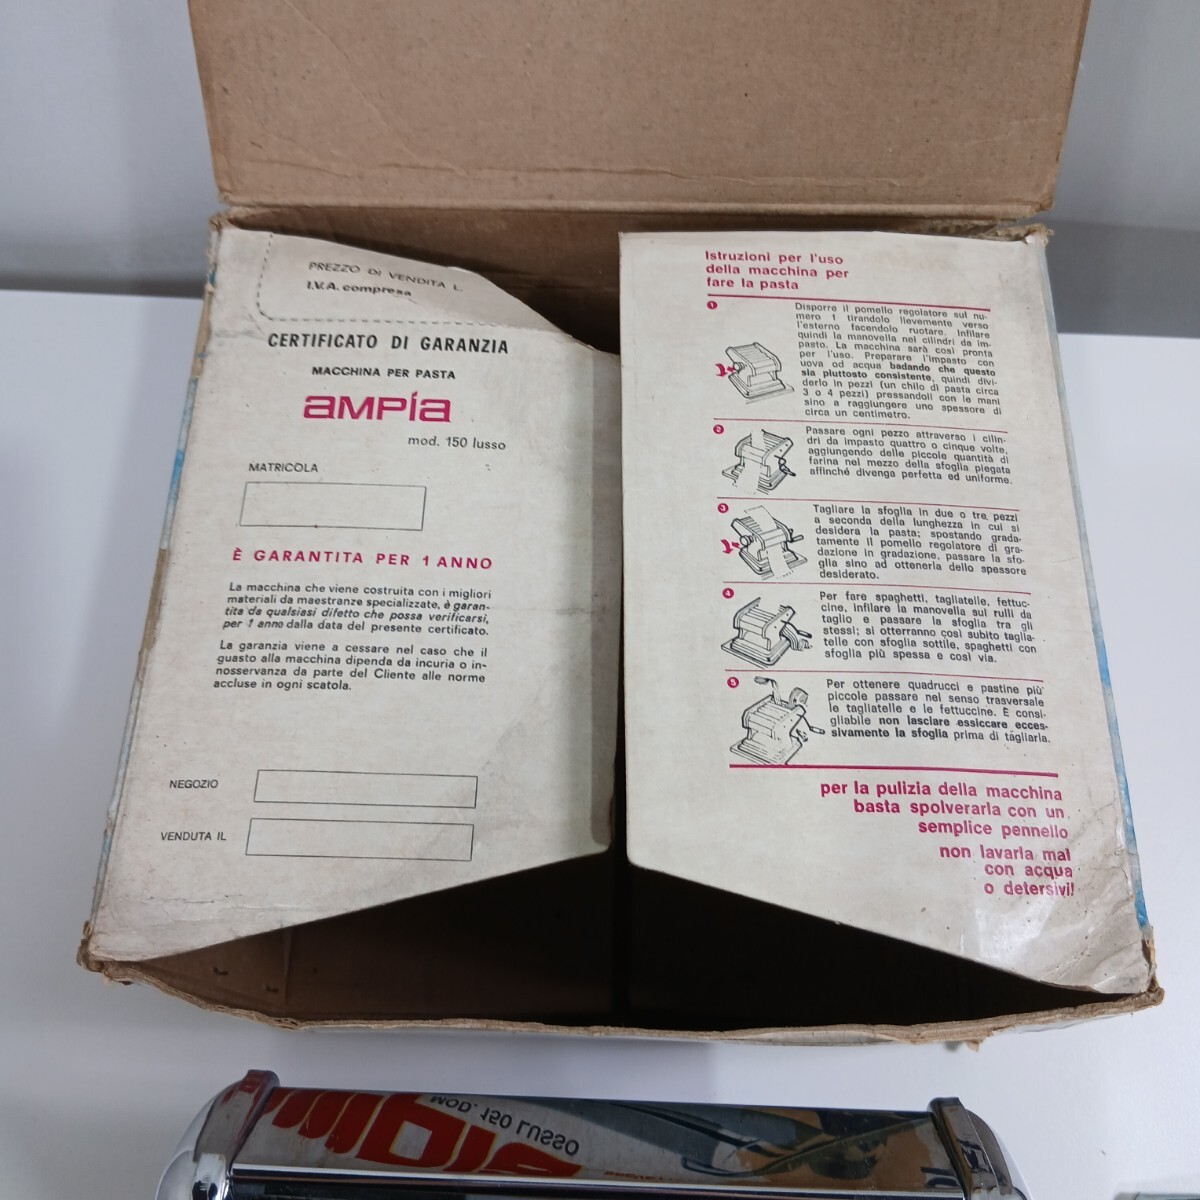 PREZZO DI VENDITA L.
I.V.A. compresa
CERTIFICATO DI GARANZIA
MACCHINA PER PASTA
AMPIA
mod. 150 lusso
MATRICOLA
È GARANTITA PER 1 ANNO
La macchina che viene costruita con i migliori
materiali da maestranze specializzate, è garan-
tita da qualsiasi difetto che possa verificarsi,
per 1 anno dalla data del presente certificato.
La garanzia viene a cessare nel caso che il
guasto alla macchina dipenda da incuria o in-
nosservanza da parte del Cliente alle norme
accluse in ogni scatola.
NEGOZIO
VENDUTA IL
Istruzioni per l'uso
della macchina per
fare la pasta
1
Disporre il pomello regolatore sul nu-
mero 1 tirandolo lievemente verso
l'esterno facendolo ruotare. Infilare
quindi la manovella nei cilindri da im-
pasto. La macchina sarà così pronta
per l'uso. Preparare l'impasto con
uova od acqua badando che questo
sia piuttosto consistente, quindi divi-
derlo in pezzi (un chilo di pasta circa
3 o 4 pezzi) pressandoli con le mani
sino a raggiungere uno spessore di
circa un centimetro.
2
Passare ogni pezzo attraverso i cilin-
dri da impasto quattro o cinque volte,
aggiungendo delle piccole quantità di
farina nel mezzo della sfoglia piegata
affinché divenga perfetta ed uniforme.
3
Tagliare la sfoglia in due o tre pezzi
a seconda della lunghezza in cui si
desidera la pasta; spostando grada-
tamente il pomello regolatore di gra-
dazione in gradazione, passare la sfo-
glia sino ad ottenerla dello spessore
desiderato.
4
Per fare spaghetti, tagliatelle, fettuc-
cine, infilare la manovella sui rulli da
taglio e passare la sfoglia tra gli
stessi; si otterranno così subito taglia-
telle con sfoglia sottile, spaghetti con
sfoglia più spessa e così via.
5
Per ottenere quadrucci e pastine più
piccole passare nel senso trasversale
le tagliatelle e le fettuccine. È consi-
gliabile non lasciare essiccare ecces-
sivamente la sfoglia prima di tagliarla.
per la pulizia della macchina
basta spolverarla con un
semplice pennello
non lavarla mai
con acqua
o detersivi!
MOD. 150 LUSSO